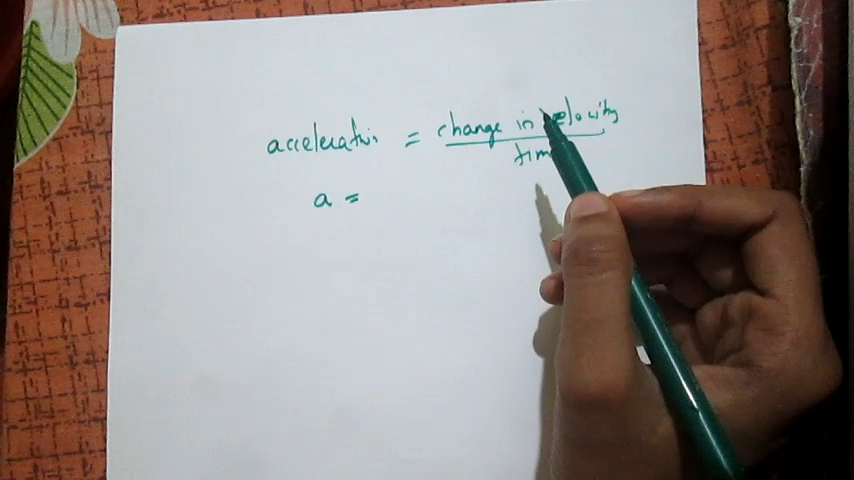 acceleration = change in velocity
time
a =